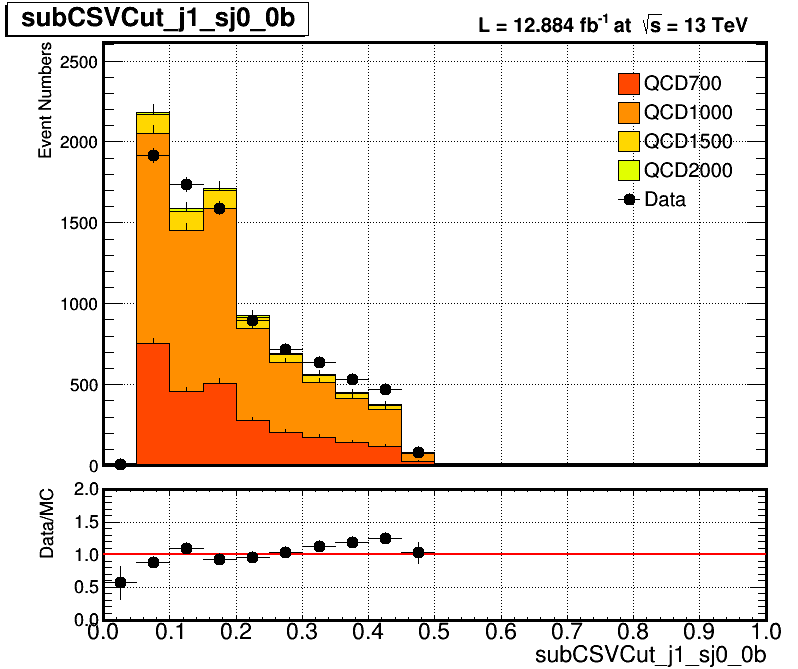 subCSVCut_j1_sj0_0b
L = 12.884 fb⁻¹ at √s = 13 TeV
Event Numbers
2500
2000
1500
1000
500
0
QCD700
QCD1000
QCD1500
QCD2000
Data
Data/MC
2.0
1.5
1.0
0.5
0.0
0.0 0.1 0.2 0.3 0.4 0.5 0.6 0.7 0.8 0.9 1.0
subCSVCut_j1_sj0_0b